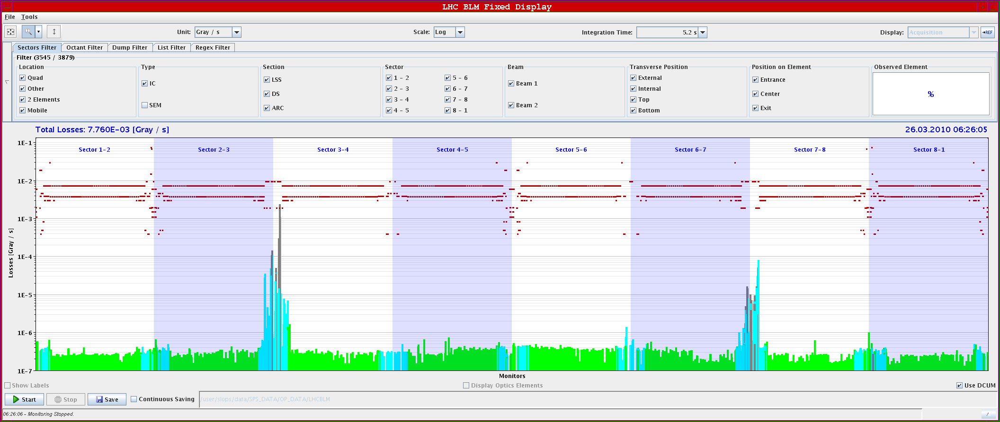 LHC BLM Fixed Display
File Tools
Unit: Gray / s Scale: Log Integration Time: 5.2 s Display: Acquisition →REF
Sectors Filter Octant Filter Dump Filter List Filter Regex Filter
Filter (3545 / 3879)
Location Type Section Sector Beam Transverse Position Position on Element Observed Element
Quad
Other
2 Elements
Mobile
IC
SEM
LSS
DS
ARC
1 - 2 5 - 6
2 - 3 6 - 7
3 - 4 7 - 8
4 - 5 8 - 1
Beam 1
Beam 2
External
Internal
Top
Bottom
Entrance
Center
Exit
%
Total Losses: 7.760E-03 [Gray / s] 26.03.2010 06:26:05
Sector 1-2 Sector 2-3 Sector 3-4 Sector 4-5 Sector 5-6 Sector 6-7 Sector 7-8 Sector 8-1
1E-1
1E-2
1E-3
1E-4
1E-5
1E-6
1E-7
Losses [Gray / s]
Monitors
Show Labels Display Optics Elements Use DCUM
Start STOP Stop Save Continuous Saving /user/slops/data/SPS_DATA/OP_DATA/LHCBLM
06:26:06 - Monitoring Stopped.